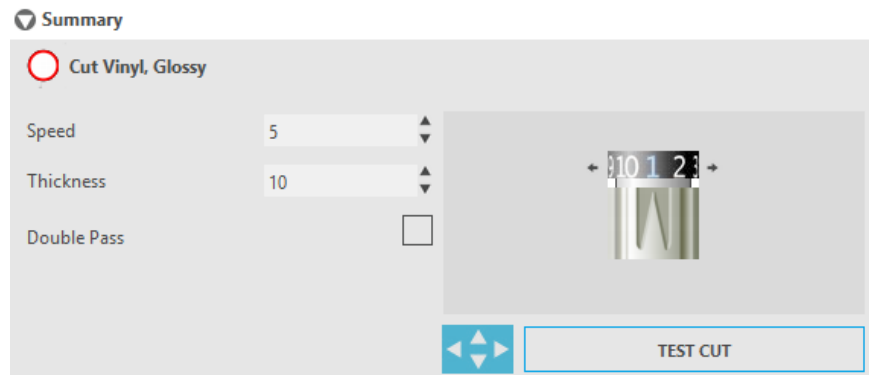 Summary
Cut Vinyl, Glossy
Speed 5
Thickness 10
Double Pass
10 1 2
TEST CUT